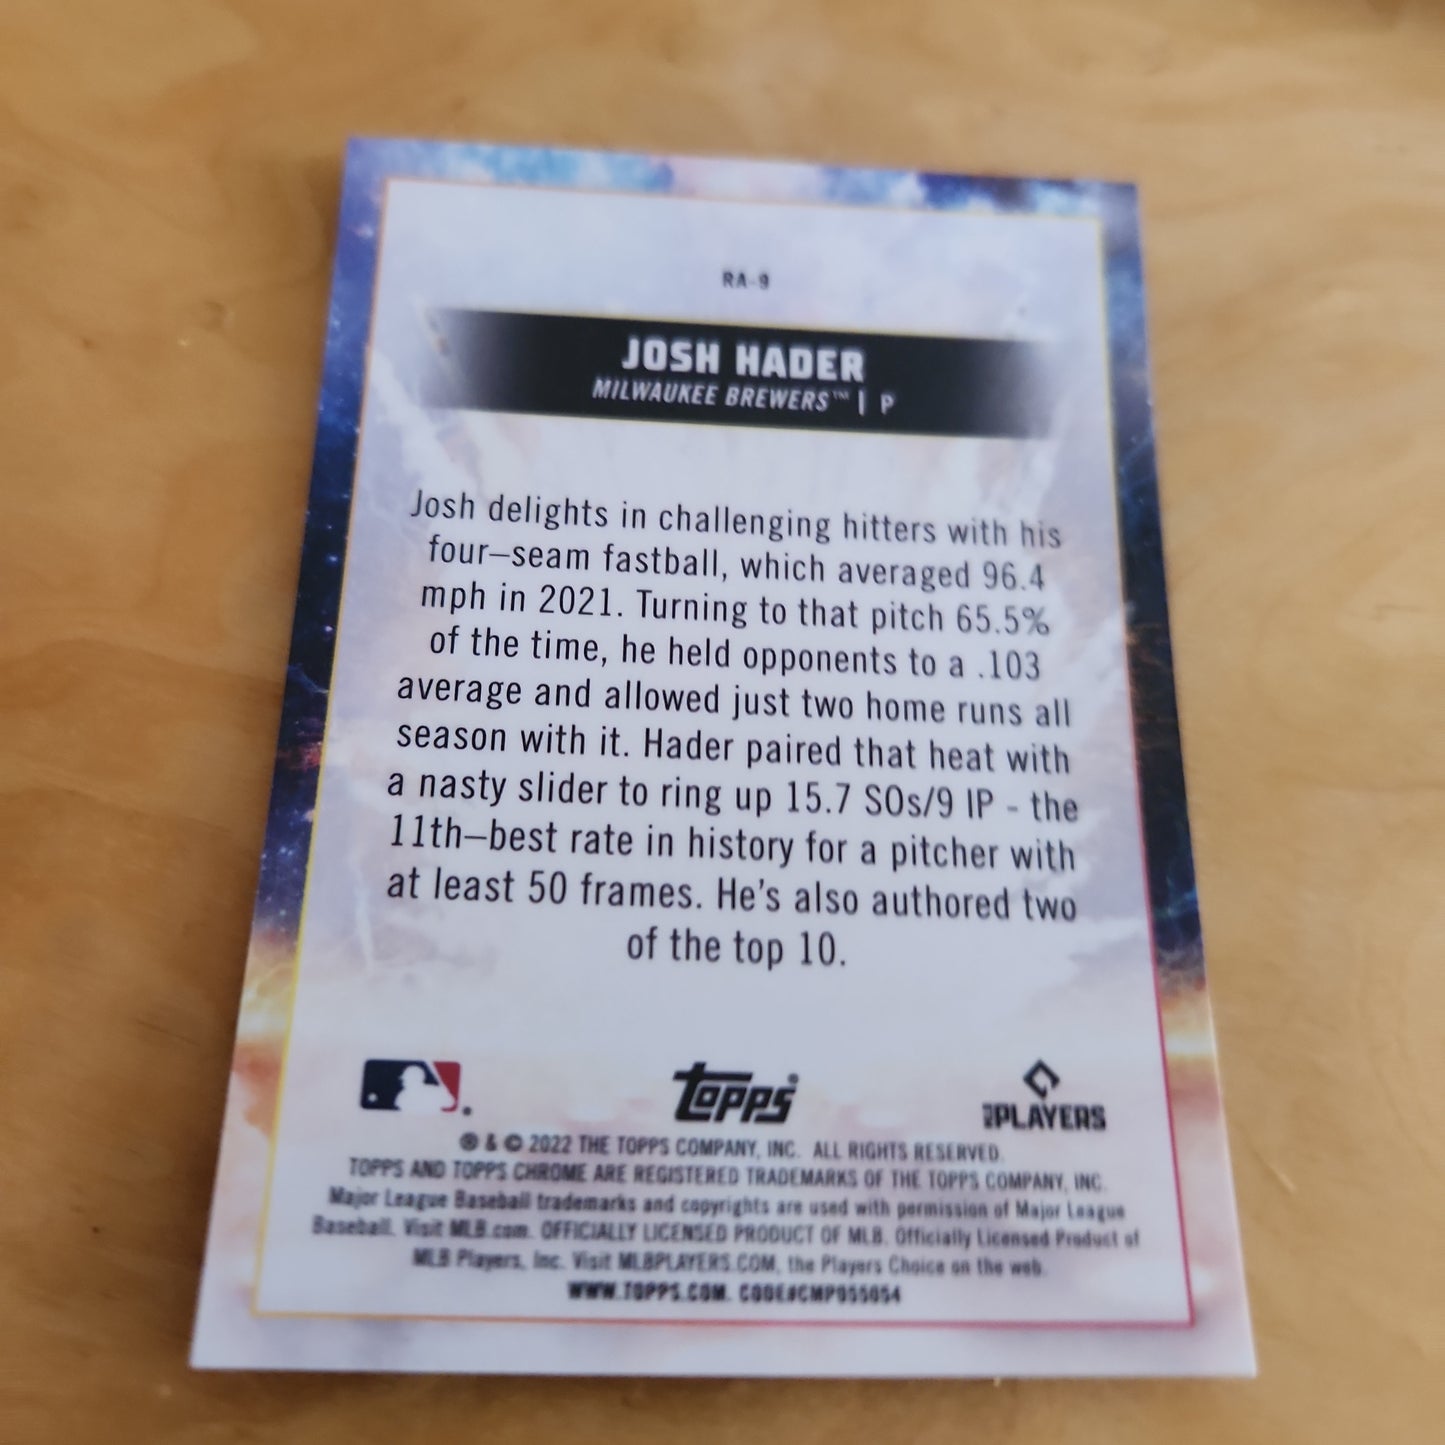 RA-9
JOSH HADER
MILWAUKEE BREWERS™ | P
Josh delights in challenging hitters with his
four–seam fastball, which averaged 96.4
mph in 2021. Turning to that pitch 65.5%
of the time, he held opponents to a .103
average and allowed just two home runs all
season with it. Hader paired that heat with
a nasty slider to ring up 15.7 SOs/9 IP - the
11th–best rate in history for a pitcher with
at least 50 frames. He's also authored two
of the top 10.
Topps®
PLAYERS
® & © 2022 THE TOPPS COMPANY, INC. ALL RIGHTS RESERVED.
TOPPS AND TOPPS CHROME ARE REGISTERED TRADEMARKS OF THE TOPPS COMPANY, INC.
Major League Baseball trademarks and copyrights are used with permission of Major League
Baseball. Visit MLB.com. OFFICIALLY LICENSED PRODUCT OF MLB. Officially Licensed Product of
MLB Players, Inc. Visit MLBPLAYERS.COM, the Players Choice on the web.
WWW.TOPPS.COM. CODE#CMP055054